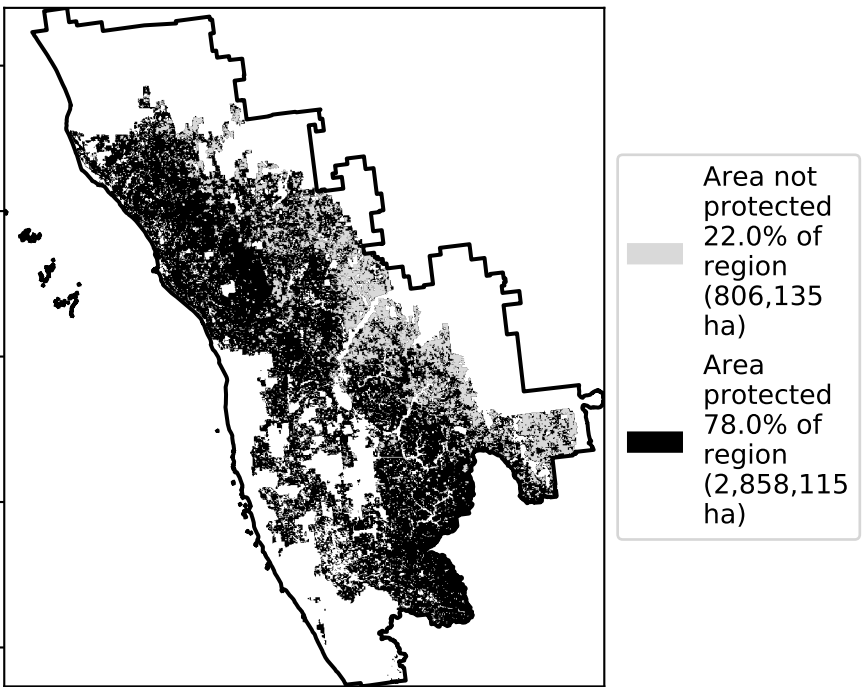 Area not
protected
22.0% of
region
(806,135
ha)
Area
protected
78.0% of
region
(2,858,115
ha)